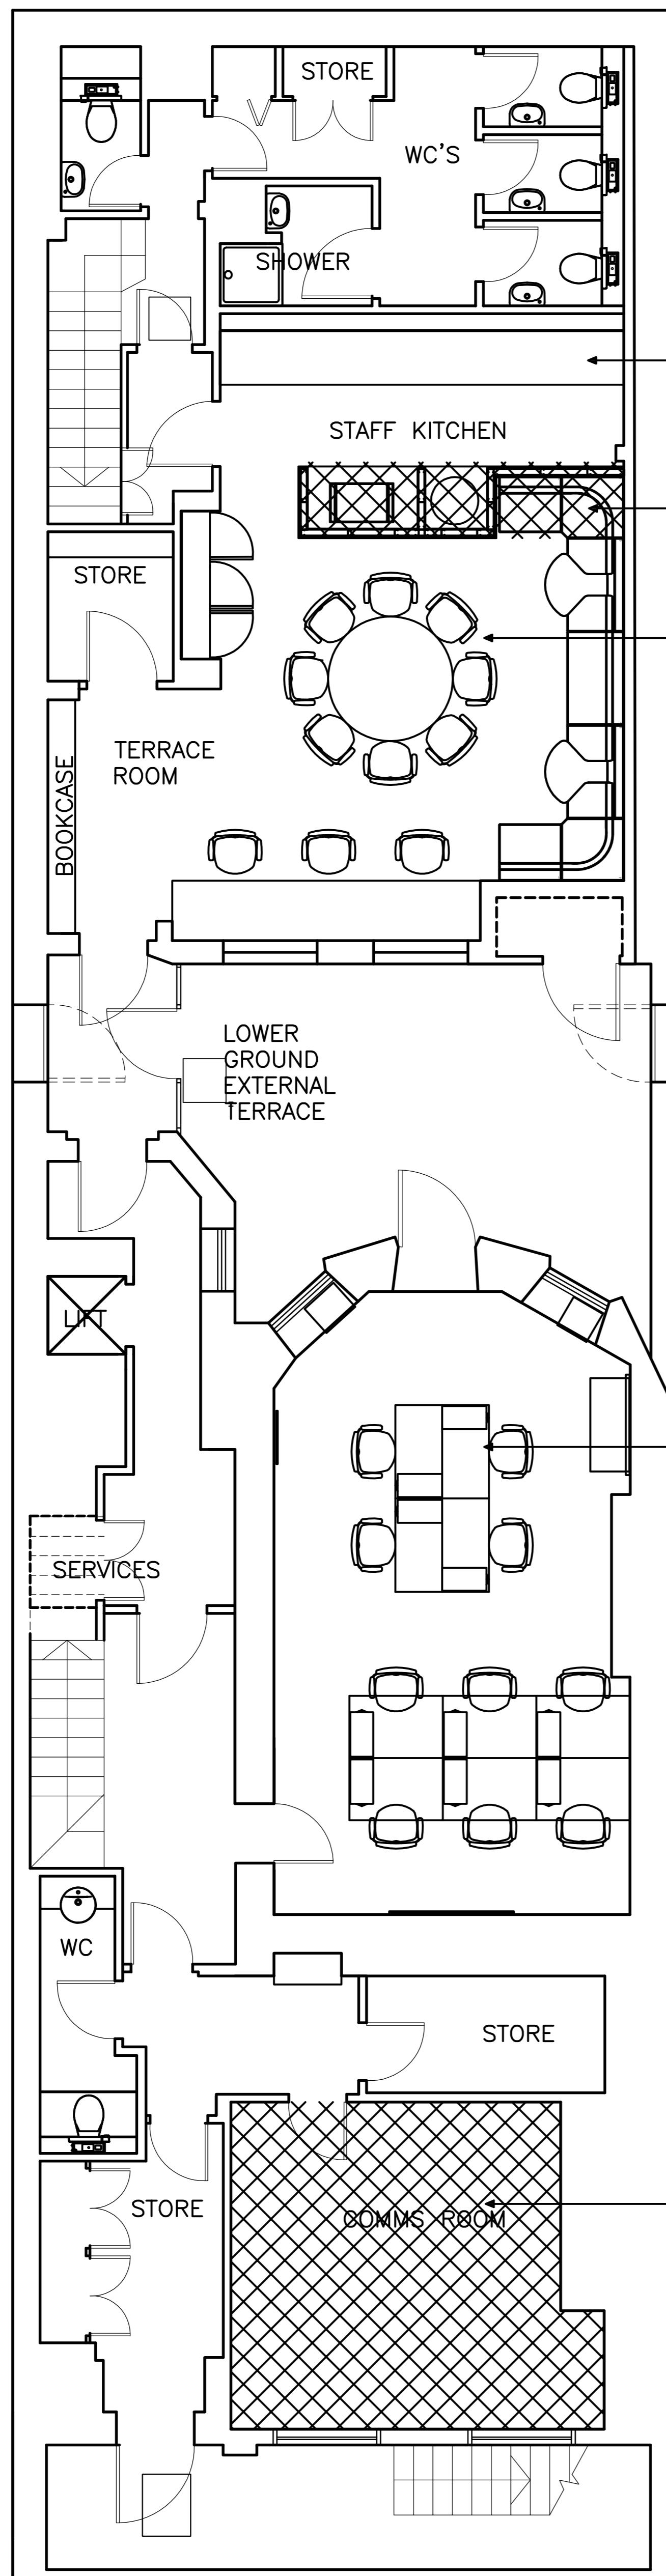 STORE
WC'S
SHOWER
STAFF KITCHEN
STORE
TERRACE
ROOM
BOOKCASE
LOWER
GROUND
EXTERNAL
TERRACE
LIFT
SERVICES
WC
STORE
STORE
COMMS ROOM